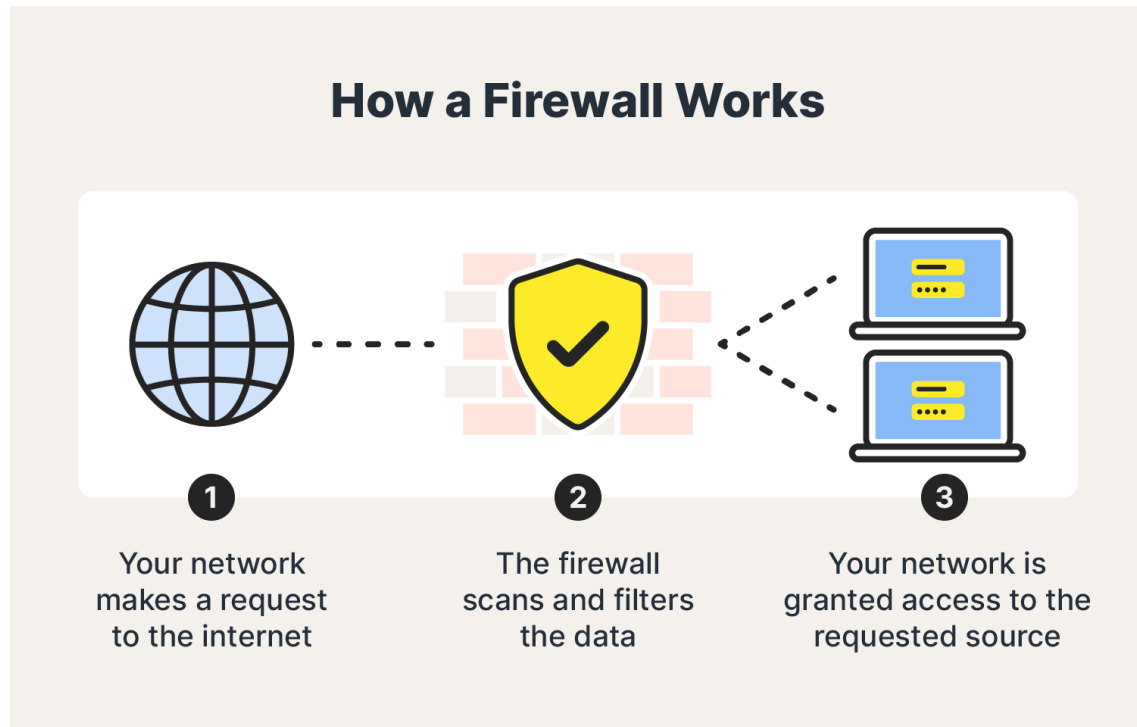 How a Firewall Works
1
Your network
makes a request
to the internet
2
The firewall
scans and filters
the data
3
Your network is
granted access to the
requested source